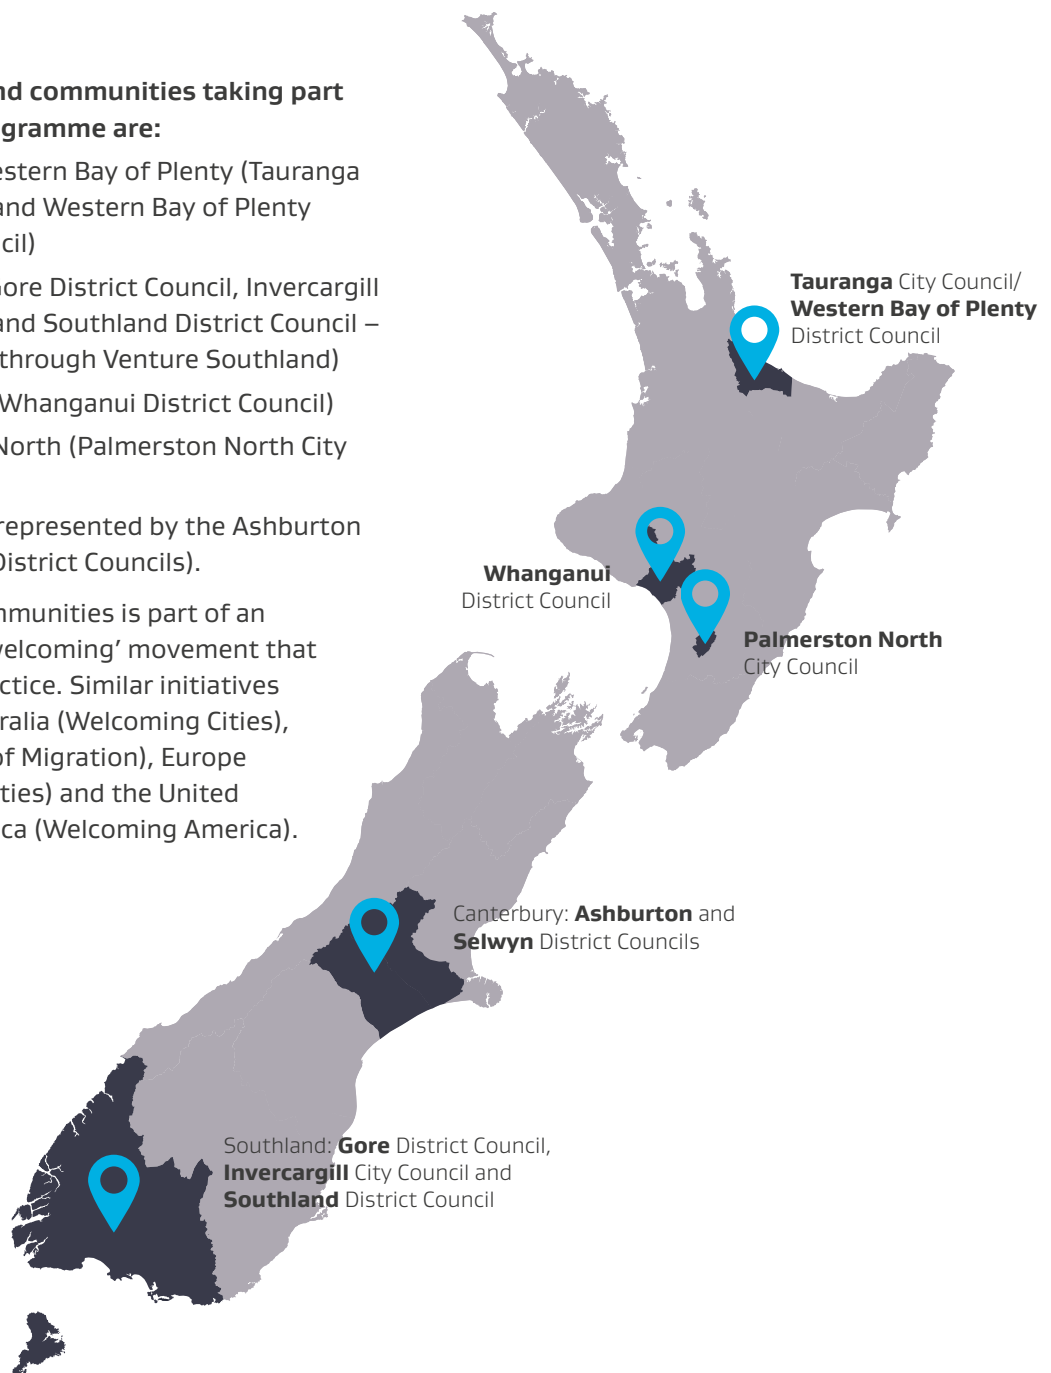 nd communities taking part
gramme are:
estern Bay of Plenty (Tauranga
and Western Bay of Plenty
cil)
Gore District Council, Invercargill
and Southland District Council –
through Venture Southland)
Whanganui District Council)
North (Palmerston North City
represented by the Ashburton
District Councils).
mmunities is part of an
welcoming’ movement that
ctice. Similar initiatives
ralia (Welcoming Cities),
of Migration), Europe
ties) and the United
ca (Welcoming America).
Tauranga City Council/
Western Bay of Plenty
District Council
Whanganui
District Council
Palmerston North
City Council
Canterbury: Ashburton and
Selwyn District Councils
Southland: Gore District Council,
Invercargill City Council and
Southland District Council